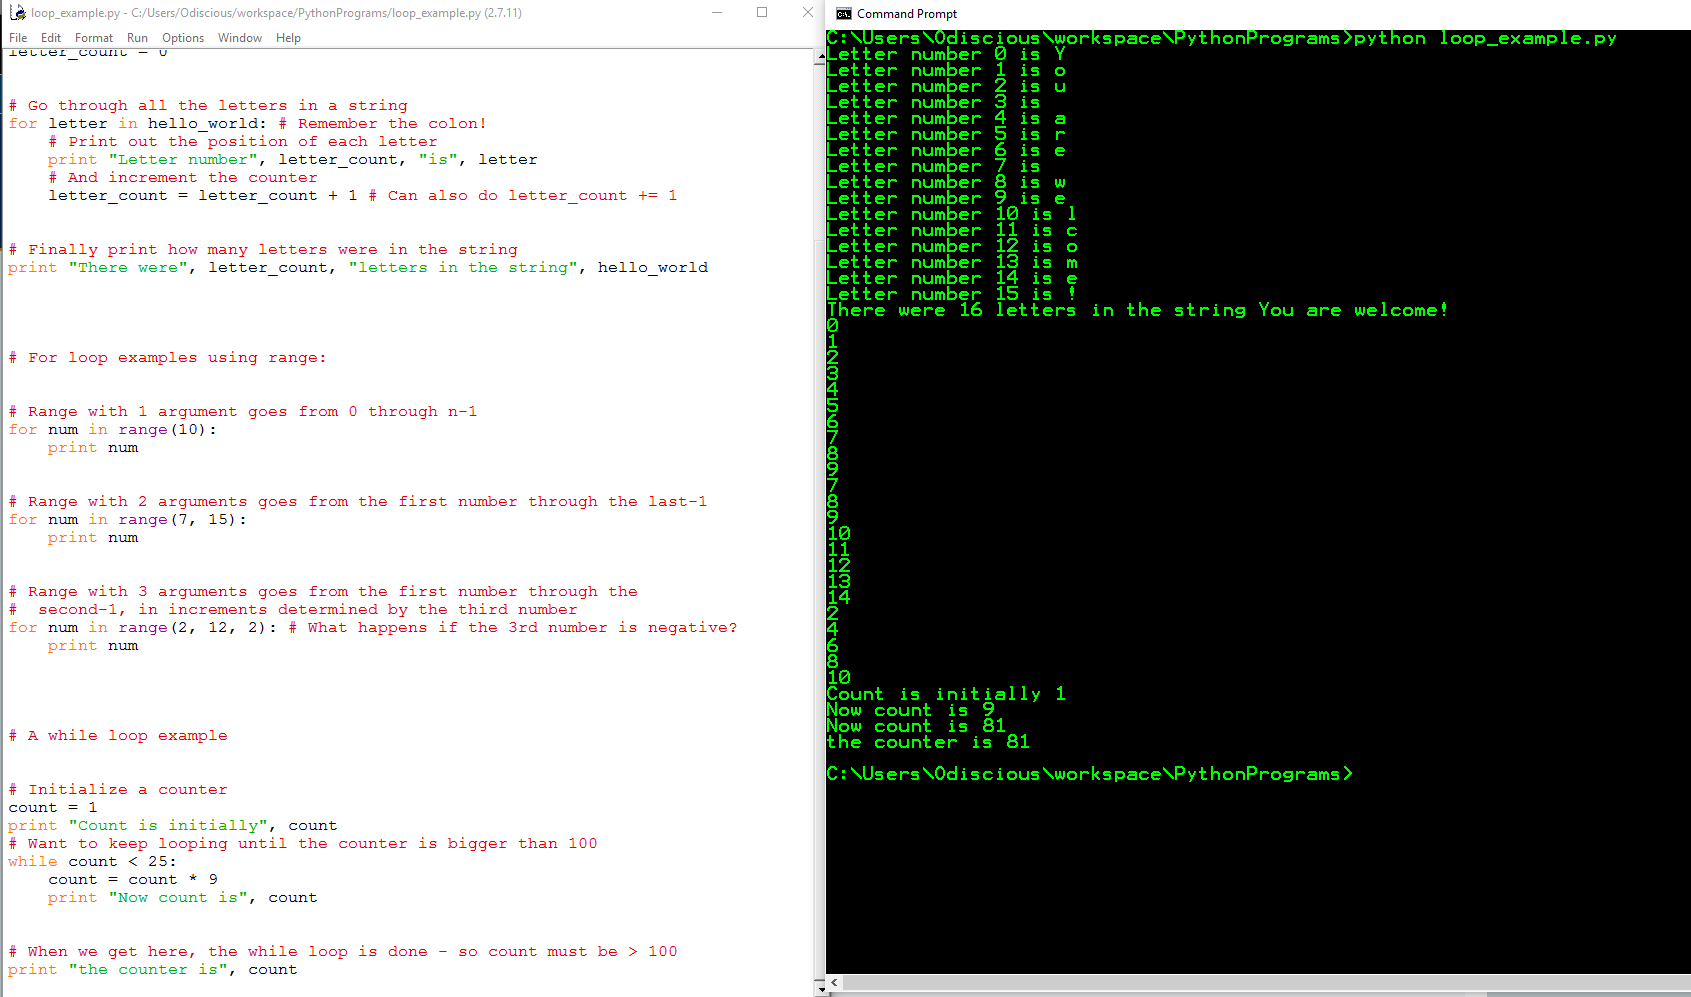 loop_example.py - C:/Users/Odiscious/workspace/PythonPrograms/loop_example.py (2.7.11)
File Edit Format Run Options Window Help
letter_count = 0
# Go through all the letters in a string
for letter in hello_world: # Remember the colon!
    # Print out the position of each letter
    print "Letter number", letter_count, "is", letter
    # And increment the counter
    letter_count = letter_count + 1 # Can also do letter_count += 1
# Finally print how many letters were in the string
print "There were", letter_count, "letters in the string", hello_world
# For loop examples using range:
# Range with 1 argument goes from 0 through n-1
for num in range(10):
    print num
# Range with 2 arguments goes from the first number through the last-1
for num in range(7, 15):
    print num
# Range with 3 arguments goes from the first number through the
#  second-1, in increments determined by the third number
for num in range(2, 12, 2): # What happens if the 3rd number is negative?
    print num
# A while loop example
# Initialize a counter
count = 1
print "Count is initially", count
# Want to keep looping until the counter is bigger than 100
while count < 25:
    count = count * 9
    print "Now count is", count
# When we get here, the while loop is done - so count must be > 100
print "the counter is", count
Command Prompt
C:\Users\Odiscious\workspace\PythonPrograms>python loop_example.py
Letter number 0 is Y
Letter number 1 is o
Letter number 2 is u
Letter number 3 is
Letter number 4 is a
Letter number 5 is r
Letter number 6 is e
Letter number 7 is
Letter number 8 is w
Letter number 9 is e
Letter number 10 is l
Letter number 11 is c
Letter number 12 is o
Letter number 13 is m
Letter number 14 is e
Letter number 15 is !
There were 16 letters in the string You are welcome!
0
1
2
3
4
5
6
7
8
9
7
8
9
10
11
12
13
14
2
4
6
8
10
Count is initially 1
Now count is 9
Now count is 81
the counter is 81
C:\Users\Odiscious\workspace\PythonPrograms>